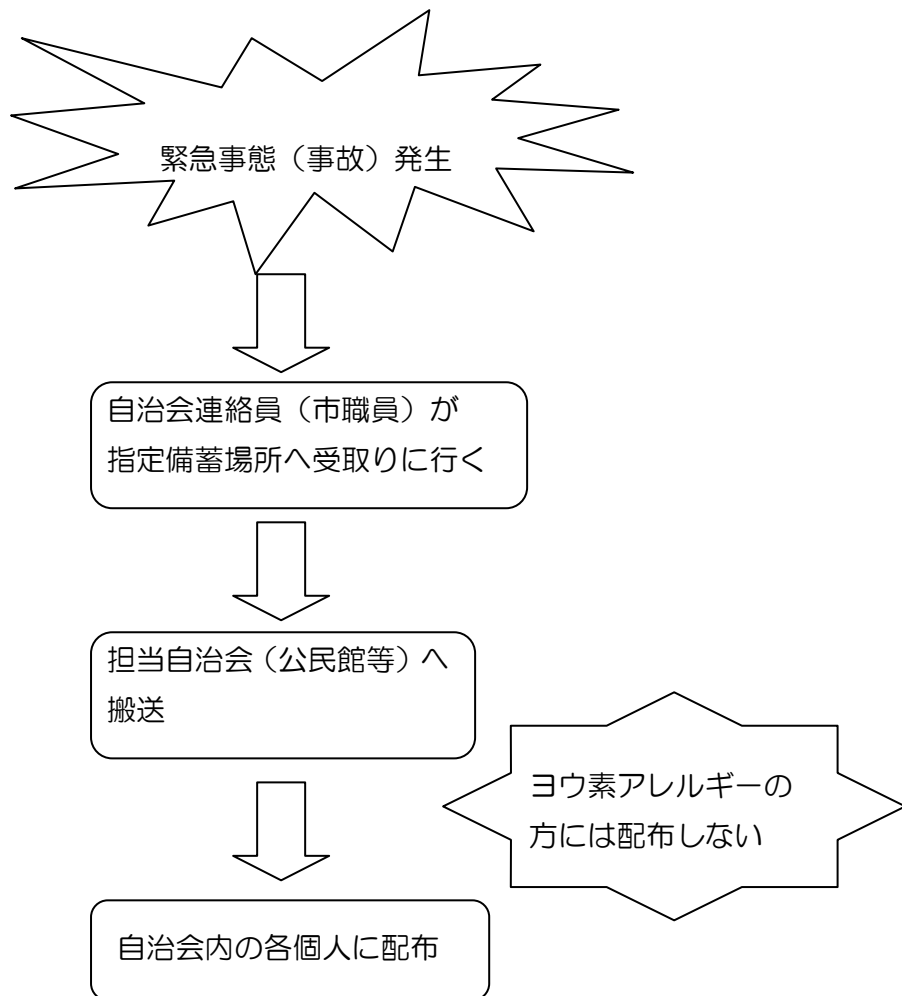 緊急事態（事故）発生
自治会連絡員（市職員）が
指定備蓄場所へ受取りに行く
担当自治会（公民館等）へ
搬送
ヨウ素アレルギーの
方には配布しない
自治会内の各個人に配布